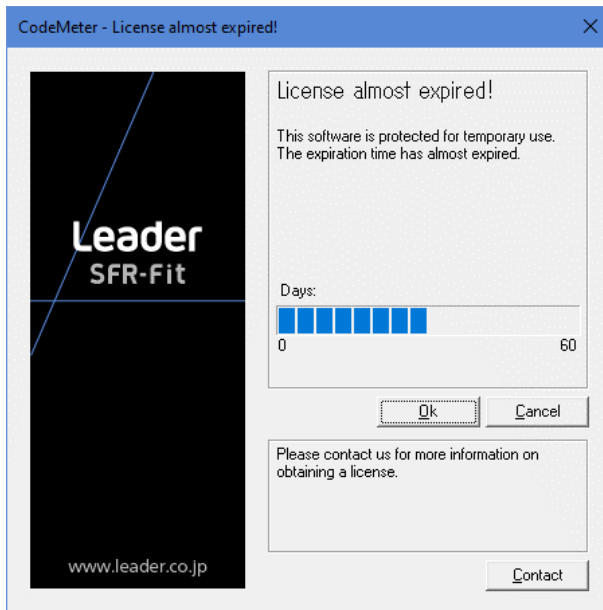 CodeMeter - License almost expired!
Leader
SFR-Fit
www.leader.co.jp
License almost expired!
This software is protected for temporary use.
The expiration time has almost expired.
Days:
0 60
Ok Cancel
Please contact us for more information on
obtaining a license.
Contact